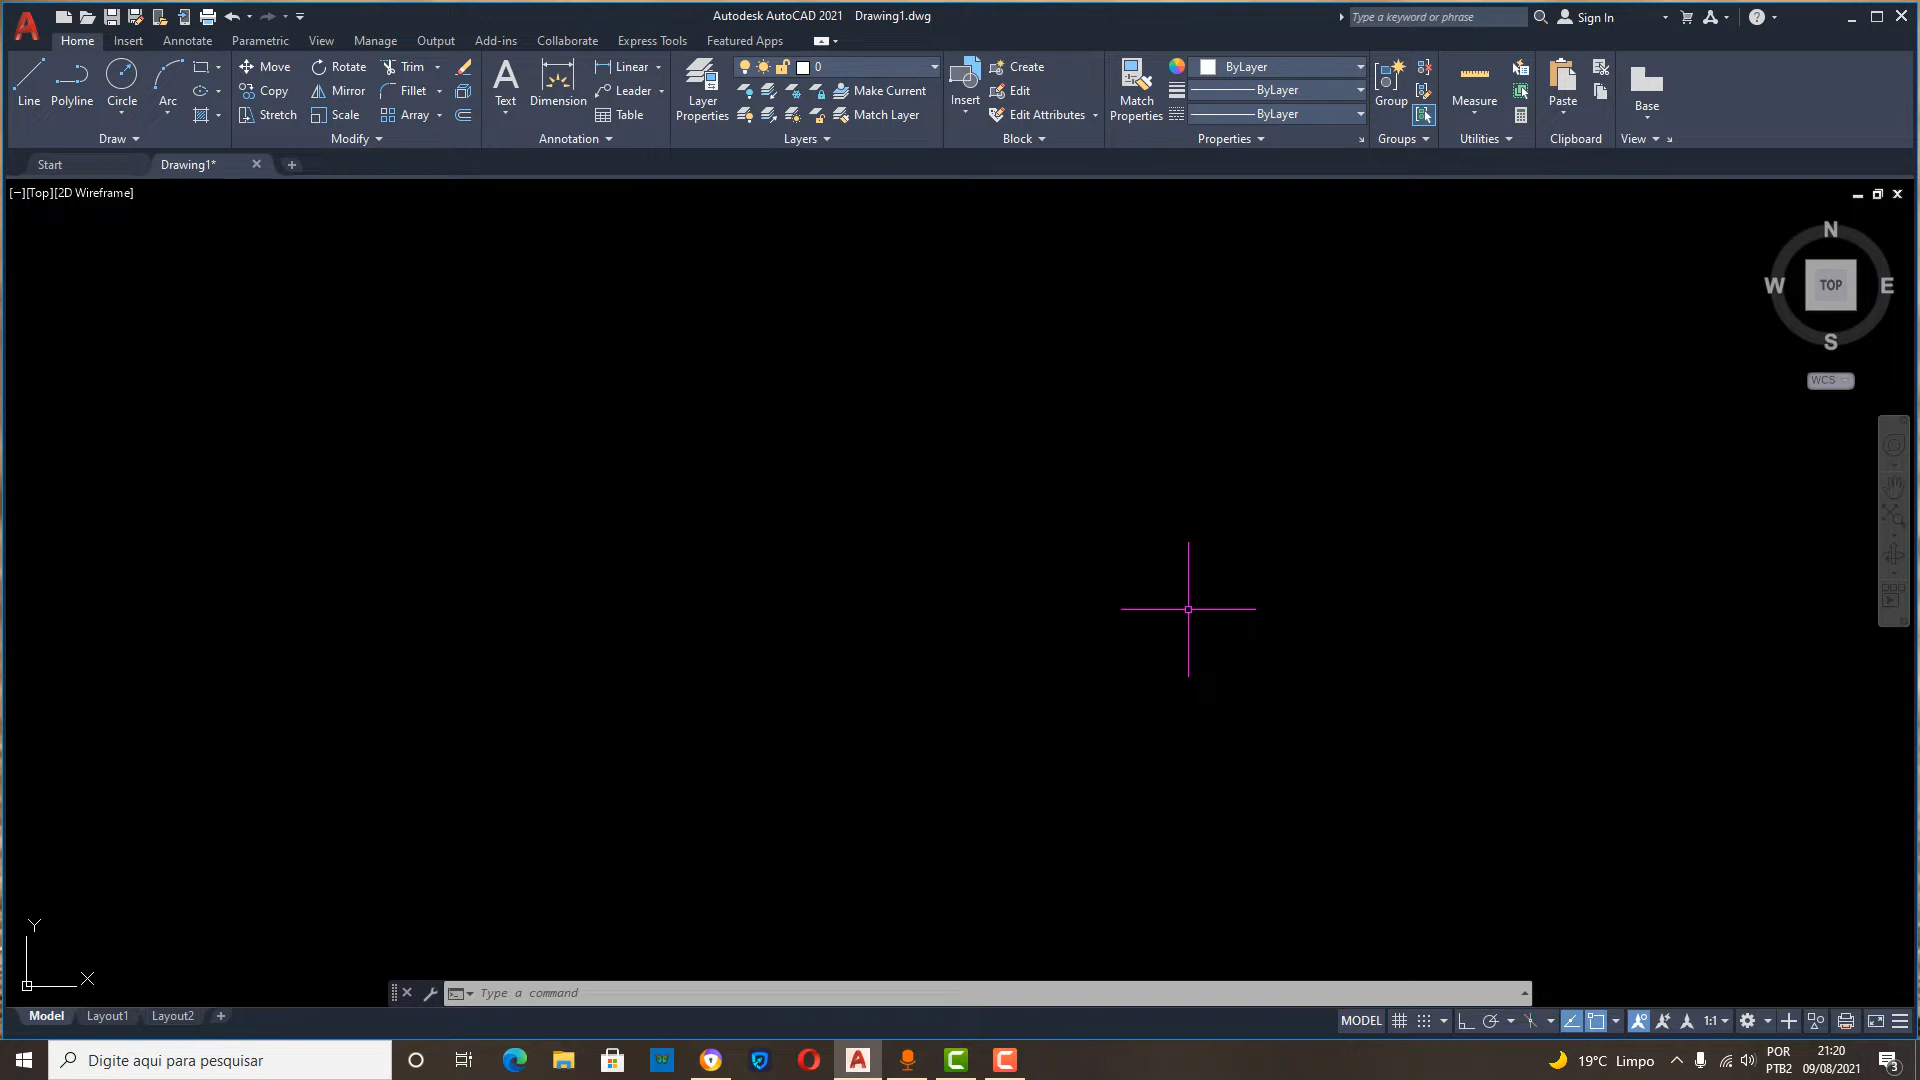 Autodesk AutoCAD 2021 Drawing1.dwg
Type a keyword or phrase
Sign In
Home Insert Annotate Parametric View Manage Output Add-ins Collaborate Express Tools Featured Apps
Line Polyline Circle Arc
Draw
Move Rotate Trim
Copy Mirror Fillet
Stretch Scale Array
Modify
Text Dimension
Linear
Leader
Table
Annotation
Layer Properties
0
Make Current
Match Layer
Layers
Insert
Create
Edit
Edit Attributes
Block
Match Properties
ByLayer
ByLayer
ByLayer
Properties
Group
Groups
Measure
Utilities
Paste
Clipboard
Base
View
Start Drawing1*
[−][Top][2D Wireframe]
N
W TOP E
S
WCS
Y
X
Type a command
Model Layout1 Layout2
MODEL 1:1
Digite aqui para pesquisar
19°C Limpo
POR
PTB2
21:20
09/08/2021
3